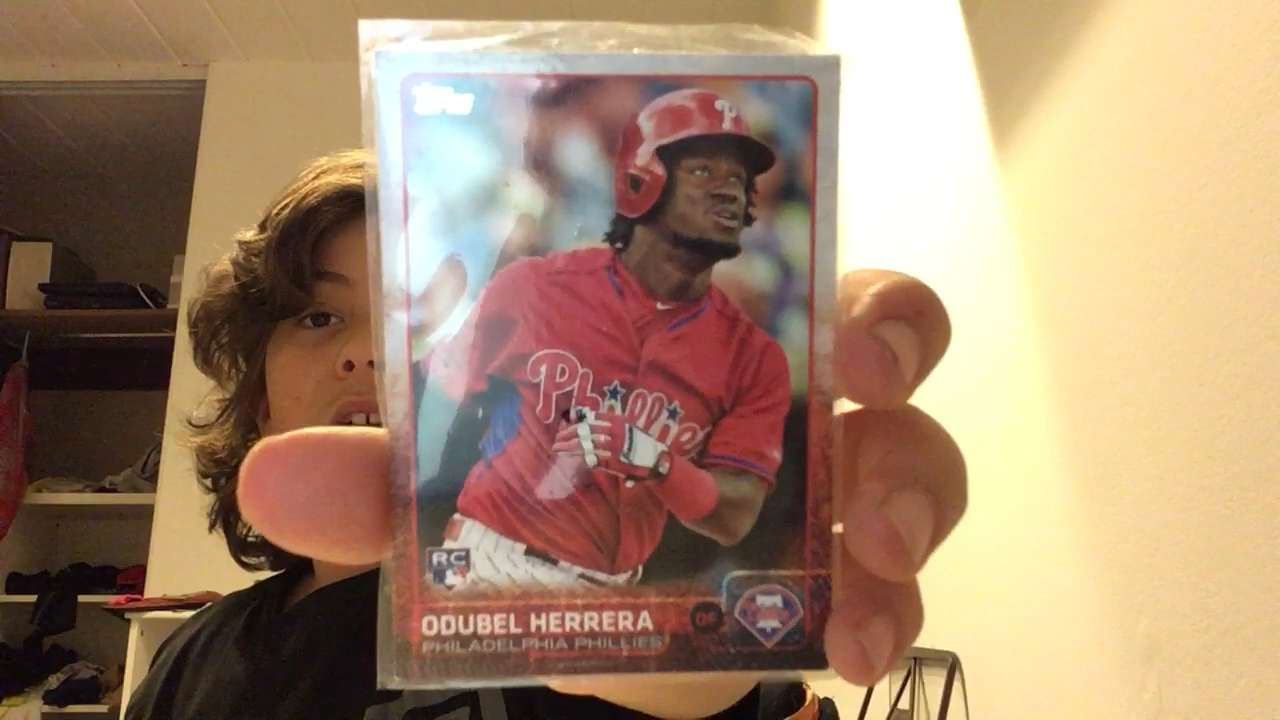 Topps
P
Phillies
RC
ODUBEL HERRERA
OF
PHILADELPHIA PHILLIES